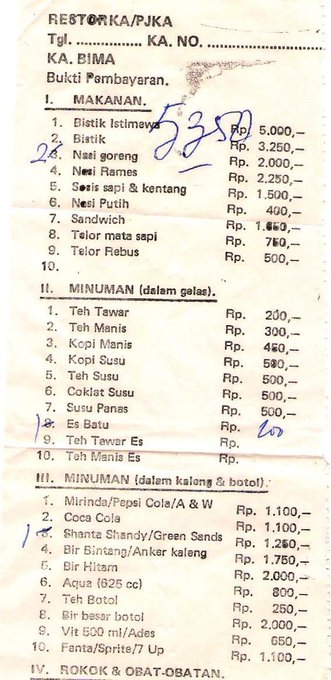 RESTORKA/PJKA
Tgl. ................. KA. NO. ..............................
KA. BIMA
Bukti Pembayaran.
5350
I. MAKANAN.
1. Bistik Istimewa Rp. 5.000,—
2. Bistik Rp. 3.250,—
2 3. Nasi goreng Rp. 2.000,—
4. Nasi Rames Rp. 2.250,—
5. Sosis sapi & kentang Rp. 1.500,—
6. Nasi Putih Rp. 400,—
7. Sandwich Rp.
8. Telor mata sapi Rp. 750,—
9. Telor Rebus Rp. 500,—
10.
II. MINUMAN (dalam gelas).
1. Teh Tawar Rp. 200,—
2. Teh Manis Rp. 300,—
3. Kopi Manis Rp. 450,—
4. Kopi Susu Rp. 500,—
5. Teh Susu Rp. 500,—
6. Coklat Susu Rp. 500,—
7. Susu Panas Rp. 500,—
1 8. Es Batu Rp. 100
9. Teh Tawar Es Rp.
10. Teh Manis Es Rp.
III. MINUMAN (dalam kaleng & botol).
1. Mirinda/Pepsi Cola/A & W Rp. 1.100,—
2. Coca Cola Rp. 1.100,—
1 3. Shanta Shandy/Green Sands Rp. 1.250,—
4. Bir Bintang/Anker kaleng Rp. 1.750,—
5. Bir Hitam Rp. 2.000,—
6. Aqua (625 cc) Rp. 800,—
7. Teh Botol Rp. 250,—
8. Bir besar botol Rp. 2.000,—
9. Vit 500 ml/Ades Rp. 650,—
10. Fanta/Sprite/7 Up Rp. 1.100,—
IV. ROKOK & OBAT-OBATAN.